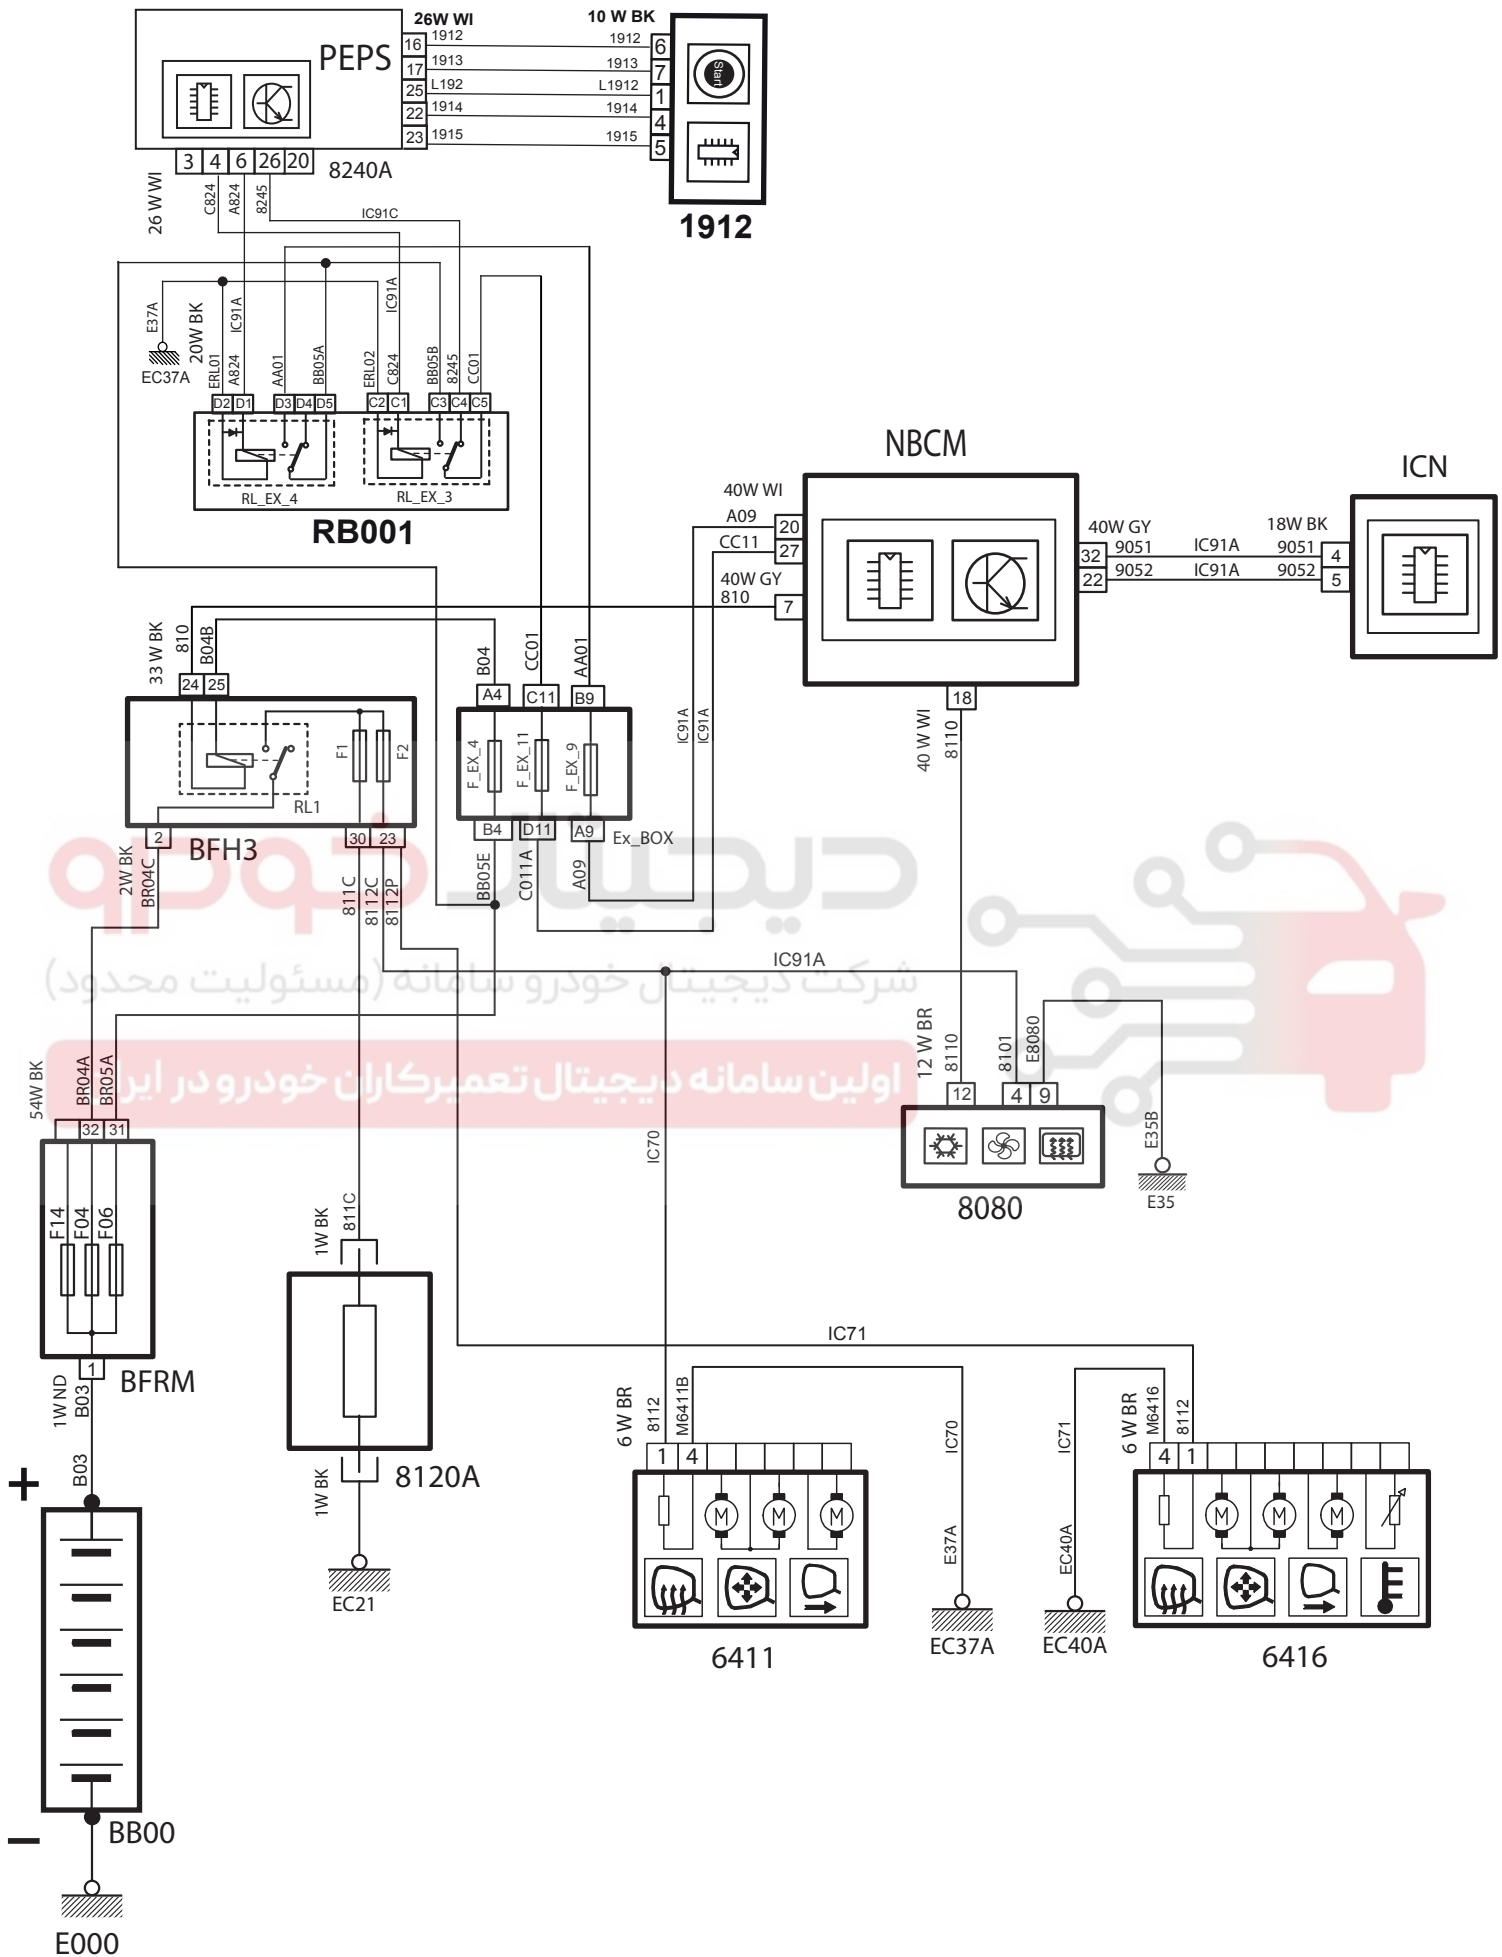 26W WI
10 W BK
PEPS
16 1912 1912 6
17 1913 1913 7
25 L192 L1912 1
22 1914 1914 4
23 1915 1915 5
Start
3 4 6 26 20
8240A
1912
26 W WI
C824
A824
8245
IC91C
E37A
EC37A
20W BK
ERL01
IC91A
A824
AA01
BB05A
ERL02
IC91A
C824
BB05B
8245
CC01
D2 D1 D3 D4 D5 C2 C1 C3 C4 C5
RL_EX_4
RL_EX_3
RB001
NBCM
ICN
40W WI
A09 20
CC11 27
40W GY
810 7
40W GY
18W BK
32 9051 IC91A 9051 4
22 9052 IC91A 9052 5
18
40 W WI
8110
33 W BK
810
B04B
24 25
F1
F2
RL1
2
30 23
BFH3
2W BK
BR04C
811C
8112C
8112P
B04
CC01
AA01
A4 C11 B9
F_EX_4
F_EX_11
F_EX_9
B4 D11 A9
Ex_BOX
BB05E
C011A
A09
IC91A
IC91A
دیجیتال خودرو
شرکت دیجیتال خودرو سامانه (مسئولیت محدود)
اولین سامانه دیجیتال تعمیرکاران خودرو در ایران
IC91A
12 W BR
8110
8101
E8080
12 4 9
8080
E35B
E35
54W BK
BR04A
BR05A
32 31
F14
F04
F06
1
BFRM
1W ND
B03
B03
+
BB00
−
E000
1W BK
811C
8120A
1W BK
EC21
IC70
IC71
6 W BR
8112
M6411B
1 4
M M M
6411
IC70
E37A
EC37A
IC71
EC40A
EC40A
6 W BR
M6416
8112
4 1
M M M
6416